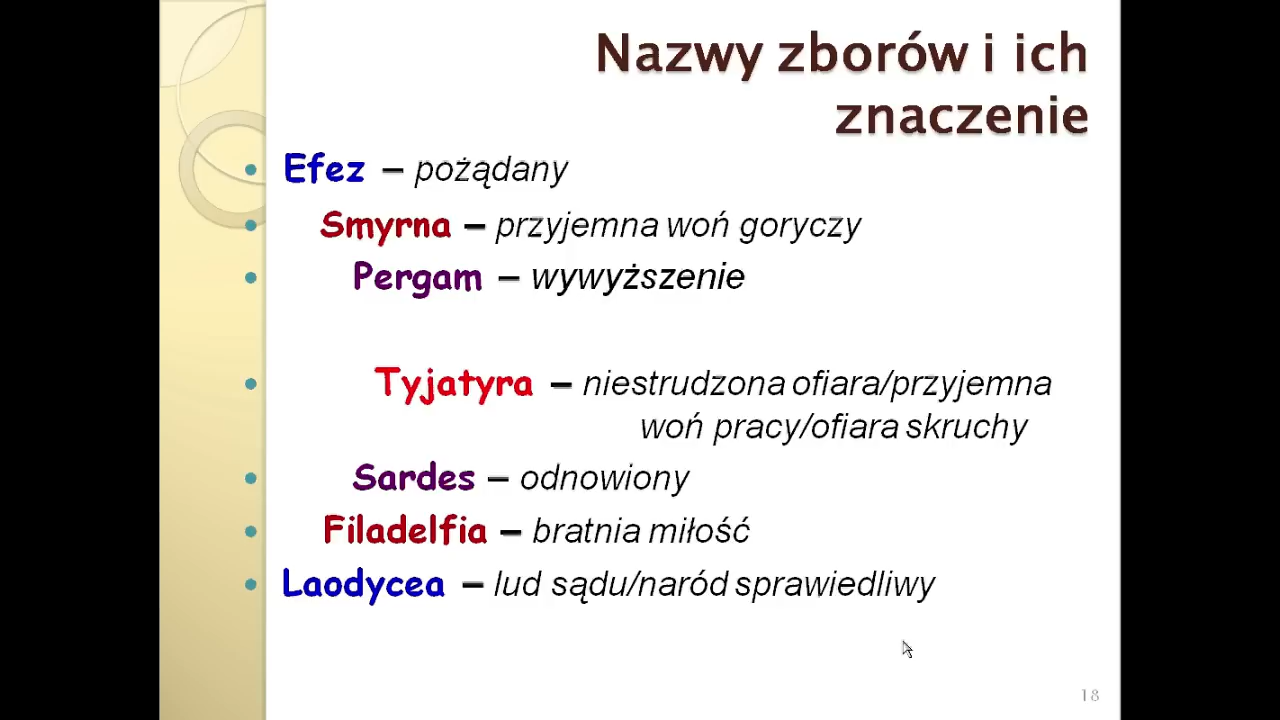 Nazwy zborów i ich
znaczenie
• Efez – pożądany
• Smyrna – przyjemna woń goryczy
• Pergam – wywyższenie
• Tyjatyra – niestrudzona ofiara/przyjemna
woń pracy/ofiara skruchy
• Sardes – odnowiony
• Filadelfia – bratnia miłość
• Laodycea – lud sądu/naród sprawiedliwy
18